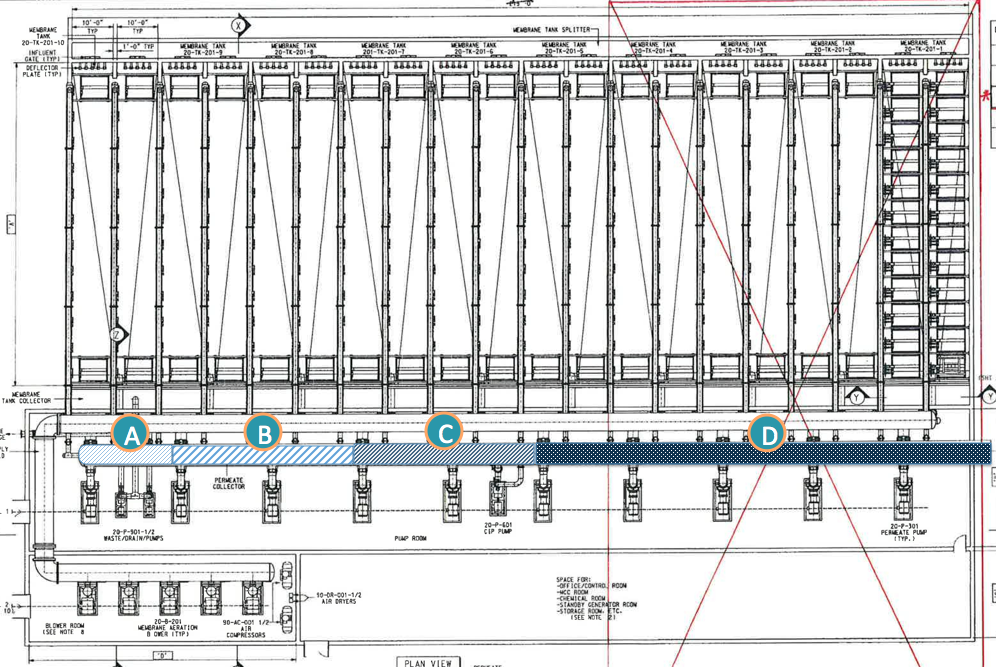 10'-0"
TYP
10'-0"
TYP
X
MEMBRANE
TANK
20-TK-201-10
INFLUENT
GATE (TYP)
DEFLECTOR
PLATE (TYP)
1'-0" TYP
MEMBRANE TANK SPLITTER
MEMBRANE TANK
20-TK-201-9
MEMBRANE TANK
20-TK-201-8
MEMBRANE TANK
201-TK-201-7
MEMBRANE TANK
20-TK-201-6
MEMBRANE TANK
20-TK-201-5
MEMBRANE TANK
20-TK-201-4
MEMBRANE TANK
20-TK-201-3
MEMBRANE TANK
20-TK-201-2
MEMBRANE TANK
20-TK-201-1
"A"
Z
MEMBRANE
TANK COLLECTOR
Y
Y
A
B
C
D
PERMEATE
COLLECTOR
20-P-901-1/2
WASTE/DRAIN/PUMPS
PUMP ROOM
20-P-601
CIP PUMP
20-P-301
PERMEATE PUMP
(TYP.)
90-DR-001-1/2
AIR DRYERS
SPACE FOR:
-OFFICE/CONTROL ROOM
-MCC ROOM
-CHEMICAL ROOM
-STANDBY GENERATOR ROOM
-STORAGE ROOM, ETC.
(SEE NOTE 2)
BLOWER ROOM
(SEE NOTE 8
20-B-201
MEMBRANE AERATION
B OWER (TYP)
90-AC-001 1/2
AIR
COMPRESSORS
"D"
PLAN VIEW
PERMEATE